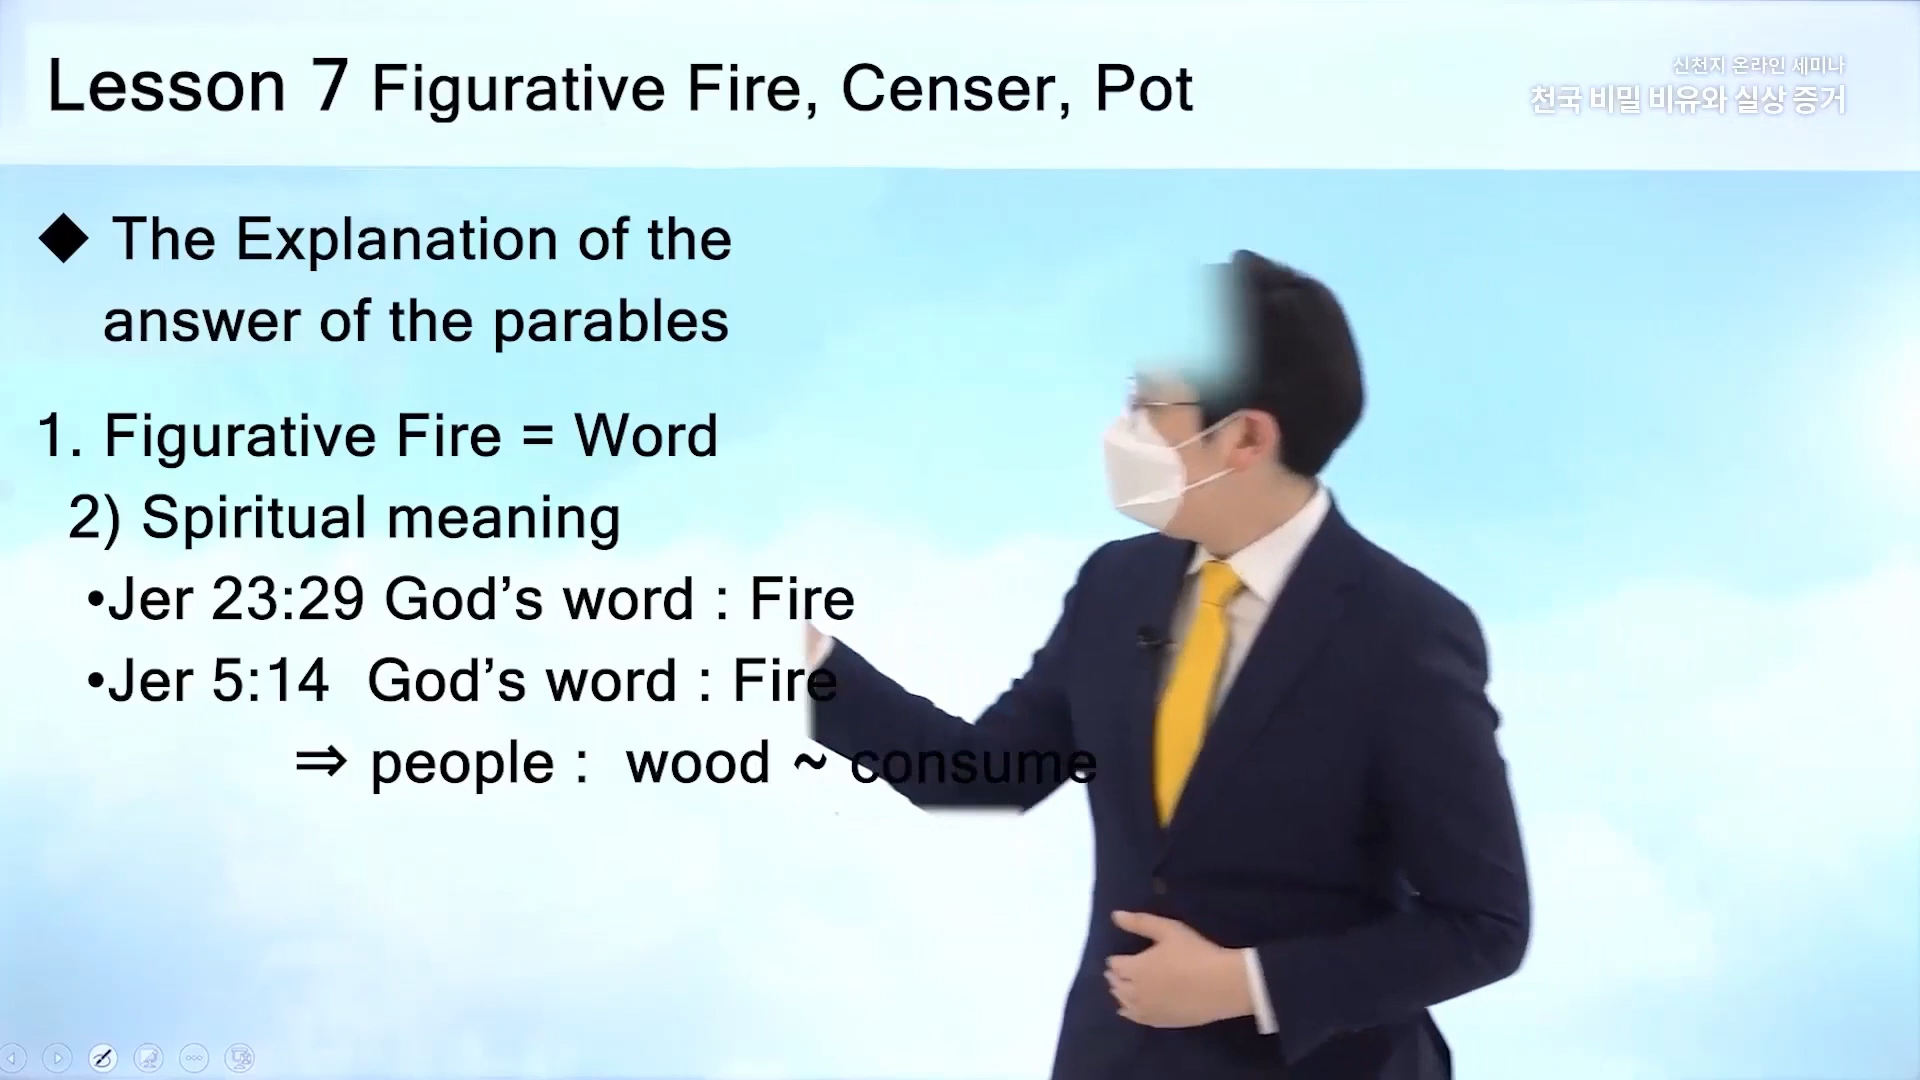 Lesson 7 Figurative Fire, Censer, Pot
신천지 온라인 세미나
천국 비밀 비유와 실상 증거
◆ The Explanation of the
answer of the parables
1. Figurative Fire = Word
2) Spiritual meaning
•Jer 23:29 God’s word : Fire
•Jer 5:14 God’s word : Fire
⇒ people : wood ~ consume